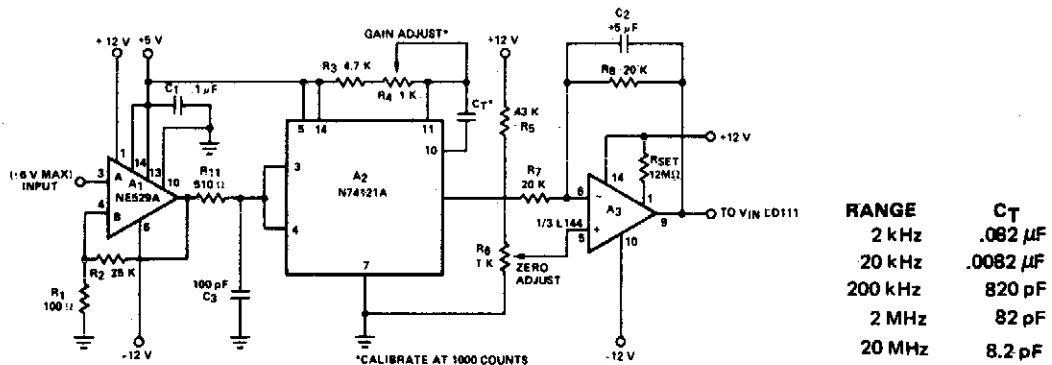 +12 V
+5 V
GAIN ADJUST*
R3 4.7 K
R4 1 K
C1 .1 µF
CT*
+12 V
43 K
R5
C2
+5 µF
R8 20 K
+12 V
RSET
12MΩ
5
14
11
10
1
14
13
10
(±6 V MAX)
INPUT
3
A
A1
NE529A
4
B
6
R11
510 Ω
3
4
A2
N74121A
7
R7
20 K
6
−
14
1
A3
1/3 L144
5
+
9
10
TO VIN LD111
R2 25 K
R1
100 Ω
100 pF
C3
R6
1 K
ZERO
ADJUST
-12 V
-12 V
*CALIBRATE AT 1000 COUNTS
RANGE CT
2 kHz .082 µF
20 kHz .0082 µF
200 kHz 820 pF
2 MHz 82 pF
20 MHz 8.2 pF